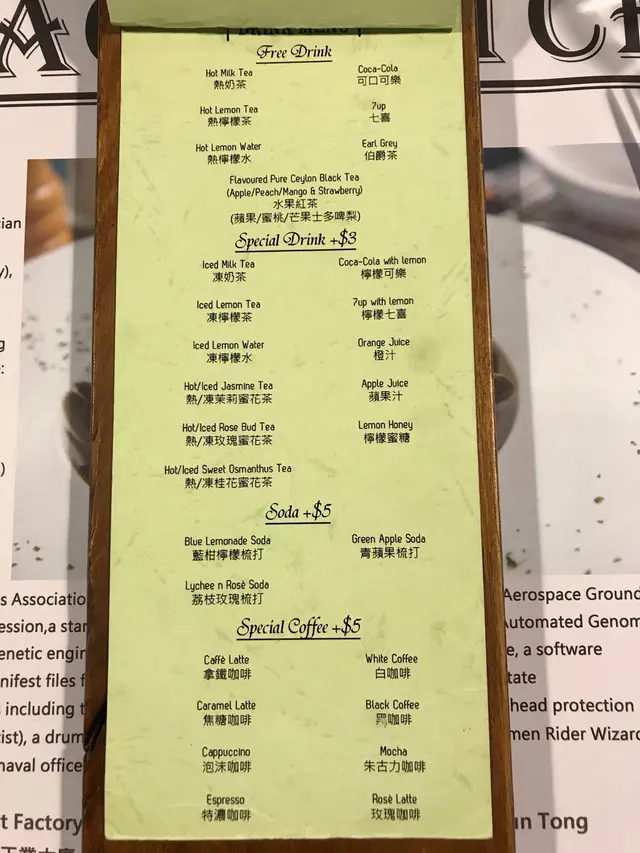 DRINK MENU
Free Drink
Hot Milk Tea
熱奶茶
Coca-Cola
可口可樂
Hot Lemon Tea
熱檸檬茶
7up
七喜
Hot Lemon Water
熱檸檬水
Earl Grey
伯爵茶
Flavoured Pure Ceylon Black Tea
(Apple/Peach/Mango & Strawberry)
水果紅茶
(蘋果/蜜桃/芒果士多啤梨)
Special Drink +$3
Iced Milk Tea
凍奶茶
Coca-Cola with lemon
檸檬可樂
Iced Lemon Tea
凍檸檬茶
7up with lemon
檸檬七喜
Iced Lemon Water
凍檸檬水
Orange Juice
橙汁
Hot/Iced Jasmine Tea
熱/凍茉莉蜜花茶
Apple Juice
蘋果汁
Hot/Iced Rose Bud Tea
熱/凍玫瑰蜜花茶
Lemon Honey
檸檬蜜糖
Hot/Iced Sweet Osmanthus Tea
熱/凍桂花蜜花茶
Soda +$5
Blue Lemonade Soda
藍柑檸檬梳打
Green Apple Soda
青蘋果梳打
Lychee n Rosè Soda
荔枝玫瑰梳打
Special Coffee +$5
Caffè Latte
拿鐵咖啡
White Coffee
白咖啡
Caramel Latte
焦糖咖啡
Black Coffee
黑咖啡
Cappuccino
泡沫咖啡
Mocha
朱古力咖啡
Espresso
特濃咖啡
Rosè Latte
玫瑰咖啡
s Associatio
ession,a star
enetic engin
nifest files f
including t
ist), a drum
naval office
t Factory
Aerospace Ground
Automated Genom
e, a software
tate
head protection
men Rider Wizard
un Tong